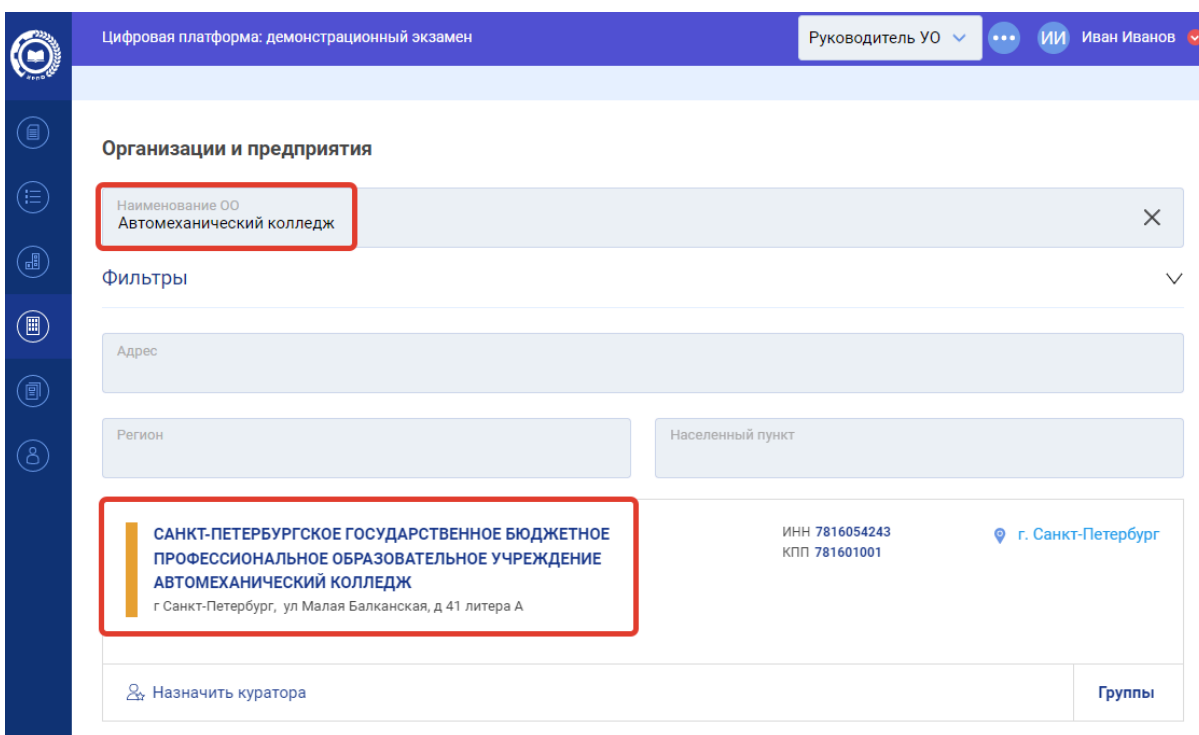 Цифровая платформа: демонстрационный экзамен
Руководитель УО
ИИ
Иван Иванов
Организации и предприятия
Наименование ОО
Автомеханический колледж
Фильтры
Адрес
Регион
Населенный пункт
САНКТ-ПЕТЕРБУРГСКОЕ ГОСУДАРСТВЕННОЕ БЮДЖЕТНОЕ
ПРОФЕССИОНАЛЬНОЕ ОБРАЗОВАТЕЛЬНОЕ УЧРЕЖДЕНИЕ
АВТОМЕХАНИЧЕСКИЙ КОЛЛЕДЖ
г Санкт-Петербург, ул Малая Балканская, д 41 литера А
ИНН 7816054243
КПП 781601001
г. Санкт-Петербург
Назначить куратора
Группы